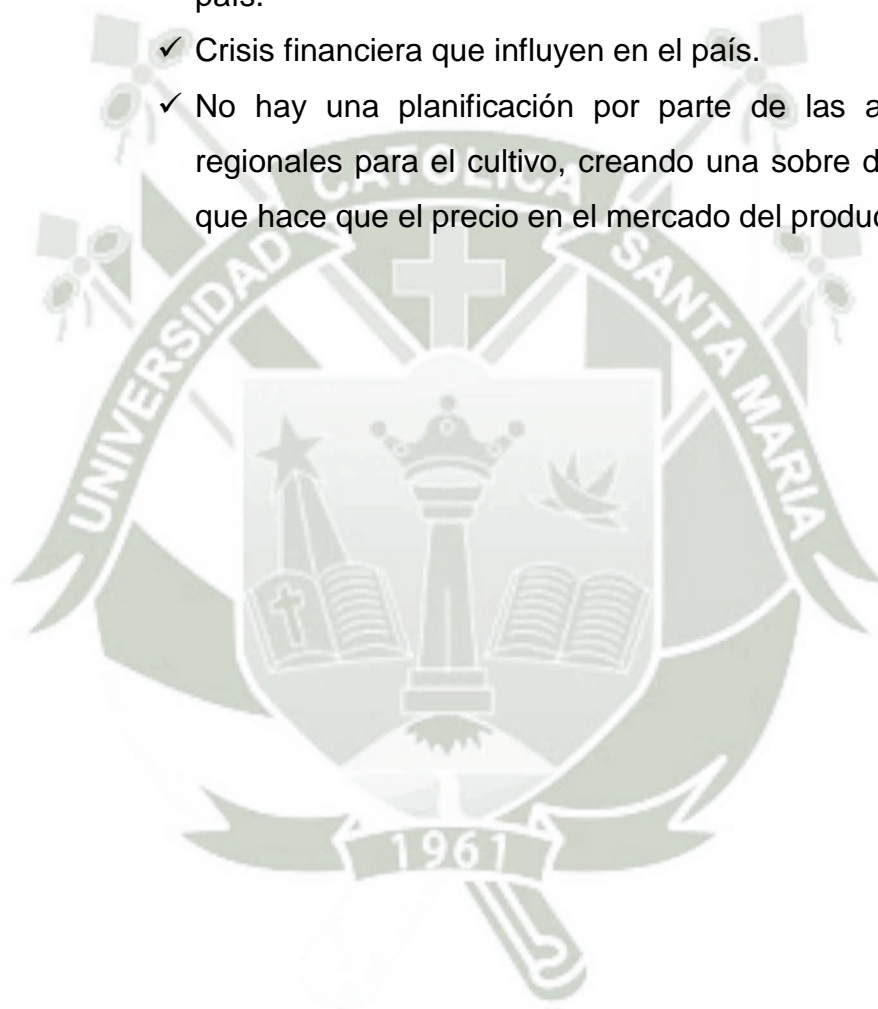 país.
✓ Crisis financiera que influyen en el país.
✓ No hay una planificación por parte de las
regionales para el cultivo, creando una sobre
que hace que el precio en el mercado del
UNIVERSIDAD CATOLICA SANTA MARIA
1961